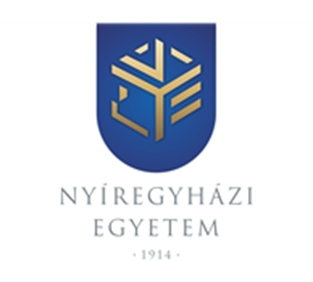 NYÍREGYHÁZI
EGYETEM
· 1914 ·